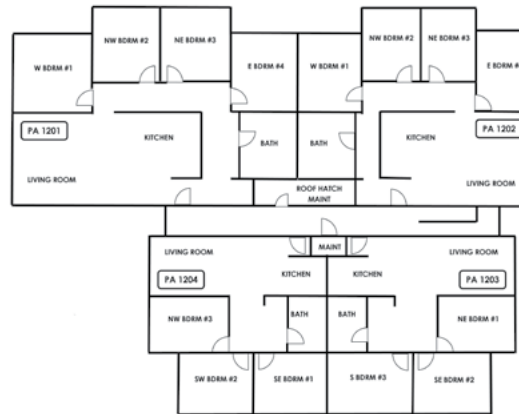 NW BDRM #2
NE BDRM #3
NW BDRM #2
NE BDRM #3
W BDRM #1
E BDRM #4
W BDRM #1
PA 1201
KITCHEN
BATH
BATH
KITCHEN
PA 1202
LIVING ROOM
ROOF HATCH
MAINT
LIVING ROOM
LIVING ROOM
MAINT
LIVING ROOM
PA 1204
KITCHEN
KITCHEN
PA 1203
NW BDRM #3
BATH
BATH
NE BDRM #1
SW BDRM #2
SE BDRM #1
S BDRM #3
SE BDRM #2